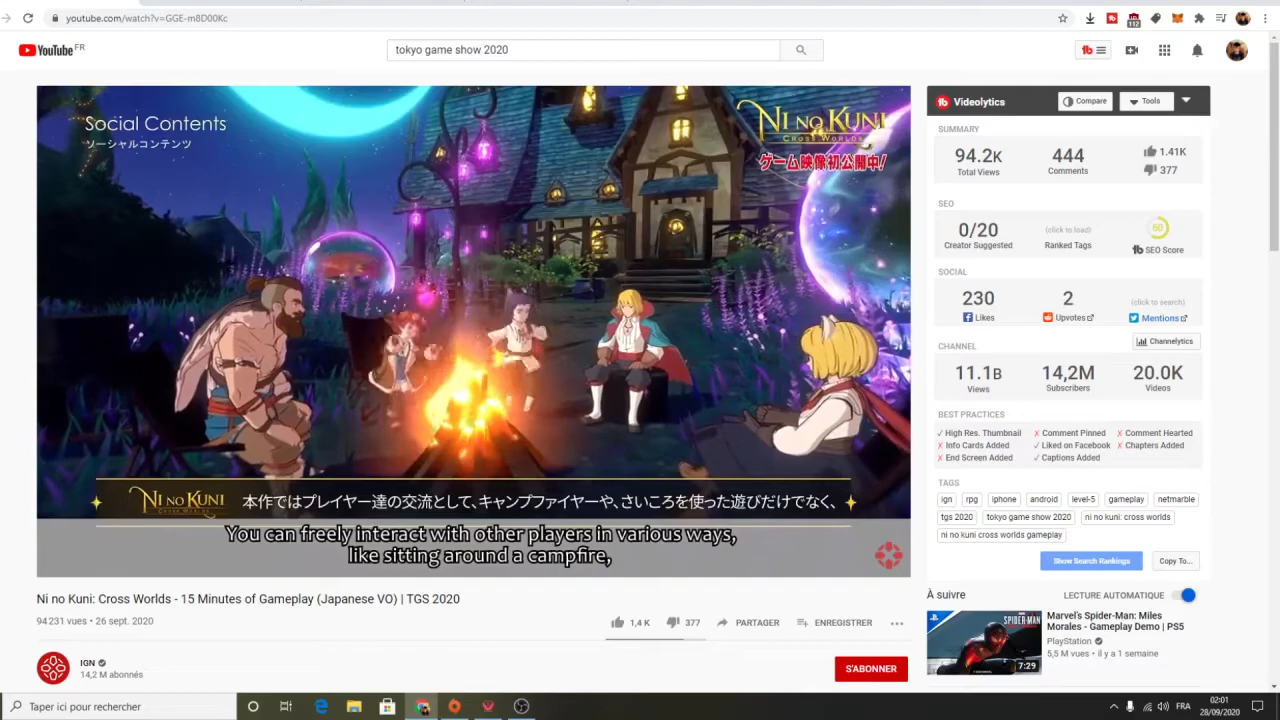 youtube.com/watch?v=GGE-m8D00Kc
112
YouTube FR
tokyo game show 2020
tb
Social Contents
ーシャルコンテンツ
NI NO KUNI
CROSS WORLDS
ゲーム映像初公開中!
NI NO KUNI
CROSS WORLDS
本作ではプレイヤー達の交流として、キャンプファイヤーや、さいころを使った遊びだけでなく、
You can freely interact with other players in various ways,
like sitting around a campfire,
Ni no Kuni: Cross Worlds - 15 Minutes of Gameplay (Japanese VO) | TGS 2020
94 231 vues • 26 sept. 2020
1,4 K
377
PARTAGER
ENREGISTRER
IGN
14,2 M abonnés
S'ABONNER
tb Videolytics
Compare
Tools
SUMMARY
94.2K
Total Views
444
Comments
1.41K
377
SEO
0/20
Creator Suggested
(click to load)
Ranked Tags
50
tb SEO Score
SOCIAL
230
Likes
2
Upvotes
(click to search)
Mentions
CHANNEL
Channelytics
11.1B
Views
14,2M
Subscribers
20.0K
Videos
BEST PRACTICES
✓ High Res. Thumbnail ✗ Comment Pinned ✗ Comment Hearted
✗ Info Cards Added ✓ Liked on Facebook ✗ Chapters Added
✗ End Screen Added ✓ Captions Added
TAGS
ign rpg iphone android level-5 gameplay netmarble
tgs 2020 tokyo game show 2020 ni no kuni: cross worlds
ni no kuni cross worlds gameplay
Show Search Rankings
Copy To...
À suivre
LECTURE AUTOMATIQUE
SPIDER-MAN
7:29
Marvel's Spider-Man: Miles
Morales - Gameplay Demo | PS5
PlayStation
5,5 M vues • il y a 1 semaine
Taper ici pour rechercher
FRA
02:01
28/09/2020